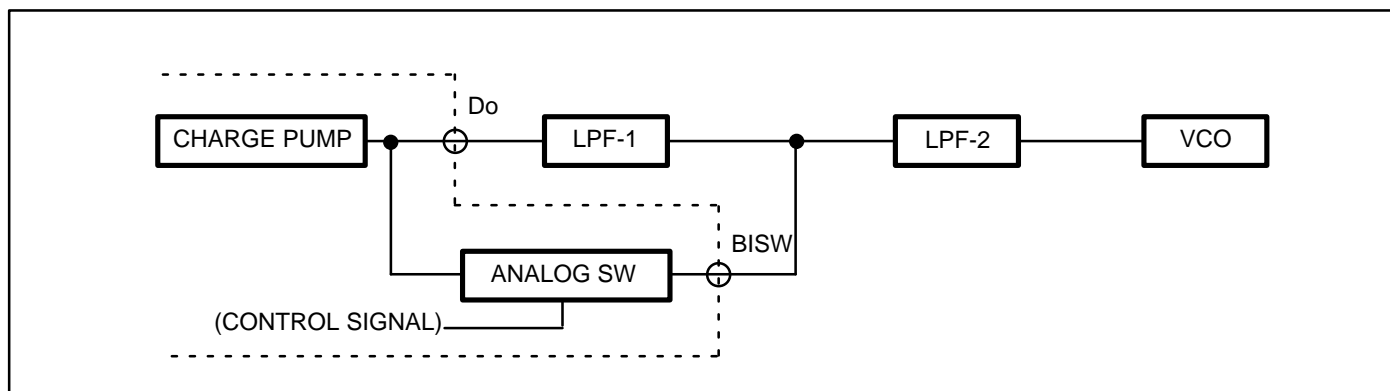 Do
CHARGE PUMP
LPF-1
LPF-2
VCO
BISW
ANALOG SW
(CONTROL SIGNAL)